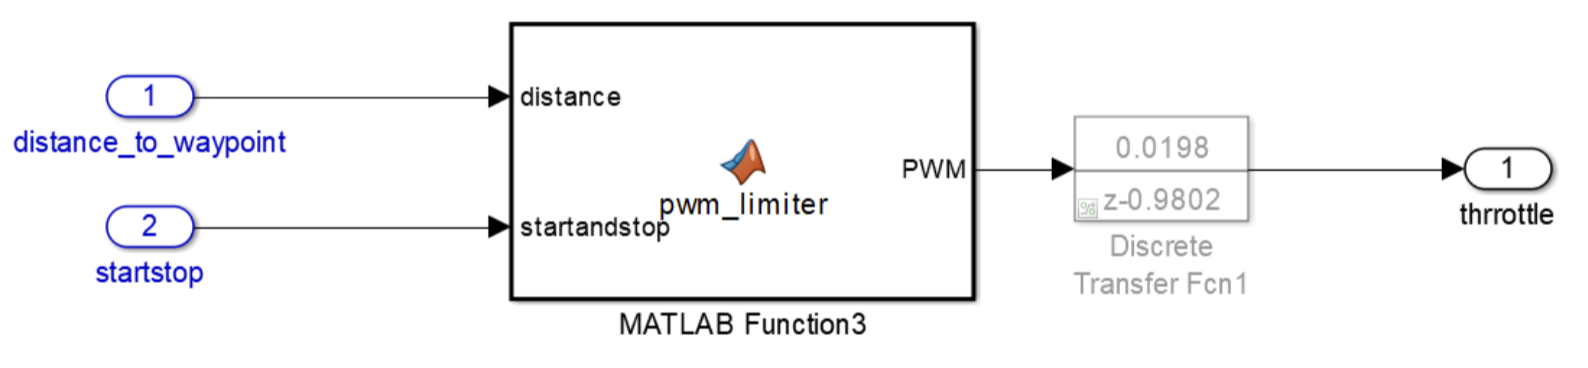 1
distance_to_waypoint
2
startstop
distance
startandstop
pwm_limiter
PWM
MATLAB Function3
0.0198
z-0.9802
Discrete
Transfer Fcn1
1
thrrottle